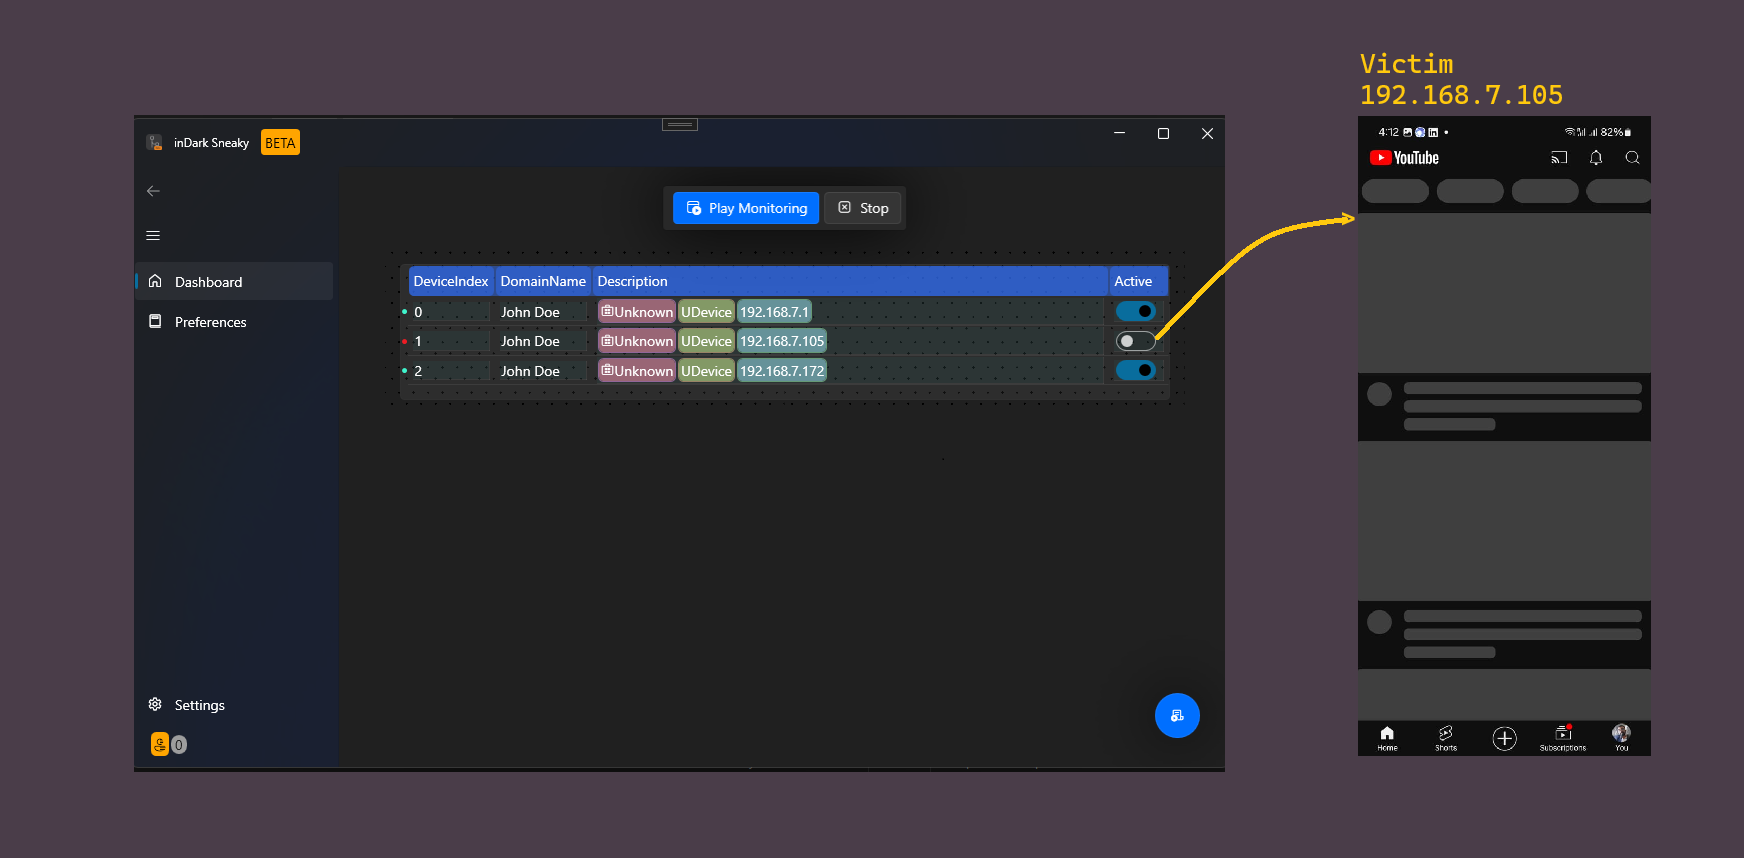 Victim
192.168.7.105
inDark Sneaky BETA
4:12 82%
YouTube
Play Monitoring Stop
Dashboard
Preferences
DeviceIndex DomainName Description Active
0 John Doe Unknown UDevice 192.168.7.1
1 John Doe Unknown UDevice 192.168.7.105
2 John Doe Unknown UDevice 192.168.7.172
Settings
0
Home Shorts Subscriptions You